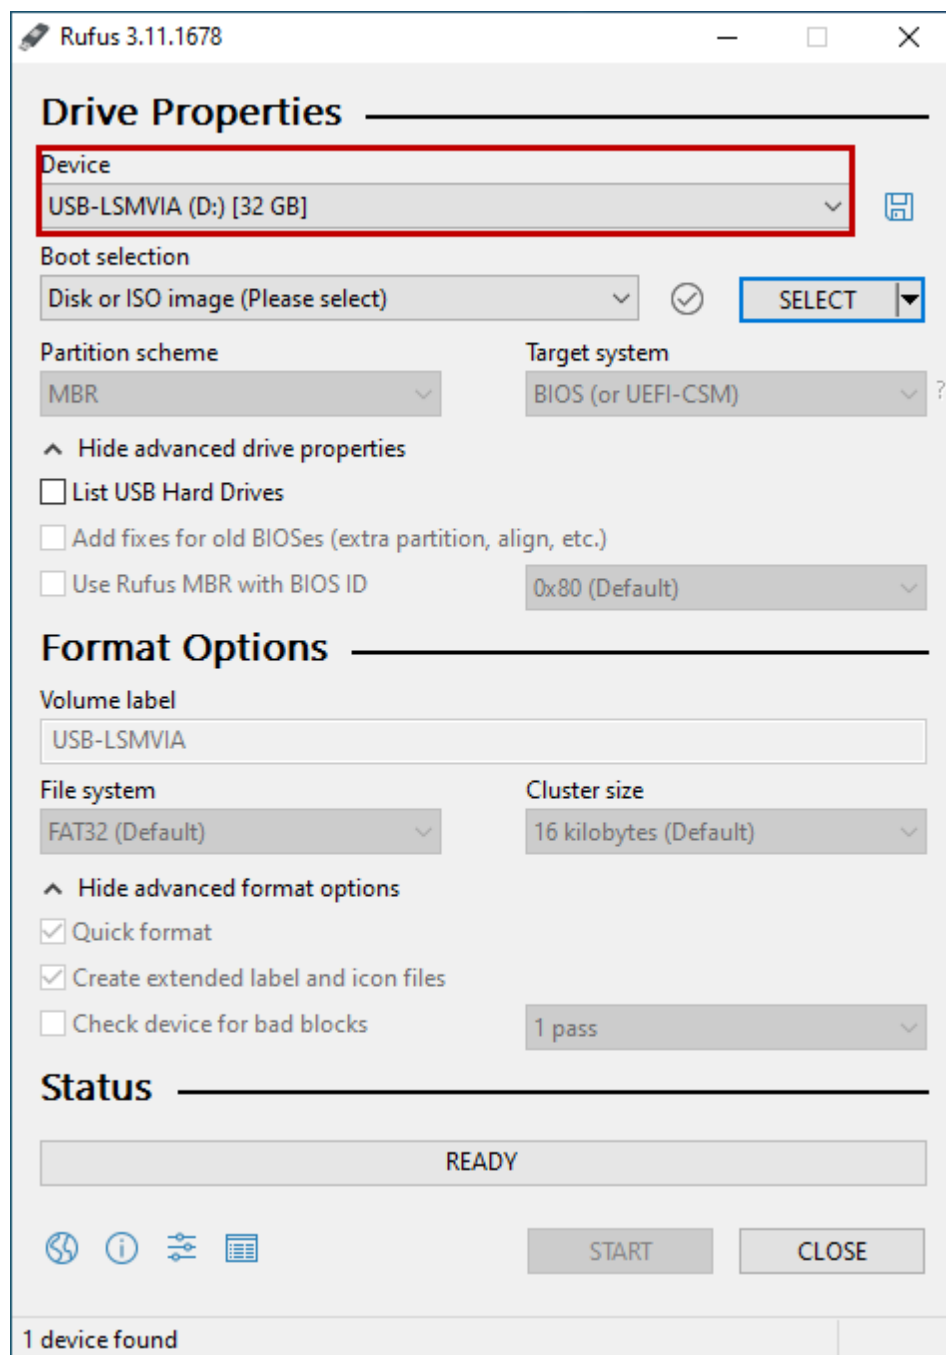 Rufus 3.11.1678
Drive Properties
Device
USB-LSMVIA (D:) [32 GB]
Boot selection
Disk or ISO image (Please select)
SELECT
Partition scheme
Target system
MBR
BIOS (or UEFI-CSM)
?
Hide advanced drive properties
List USB Hard Drives
Add fixes for old BIOSes (extra partition, align, etc.)
Use Rufus MBR with BIOS ID
0x80 (Default)
Format Options
Volume label
USB-LSMVIA
File system
Cluster size
FAT32 (Default)
16 kilobytes (Default)
Hide advanced format options
Quick format
Create extended label and icon files
Check device for bad blocks
1 pass
Status
READY
START
CLOSE
1 device found